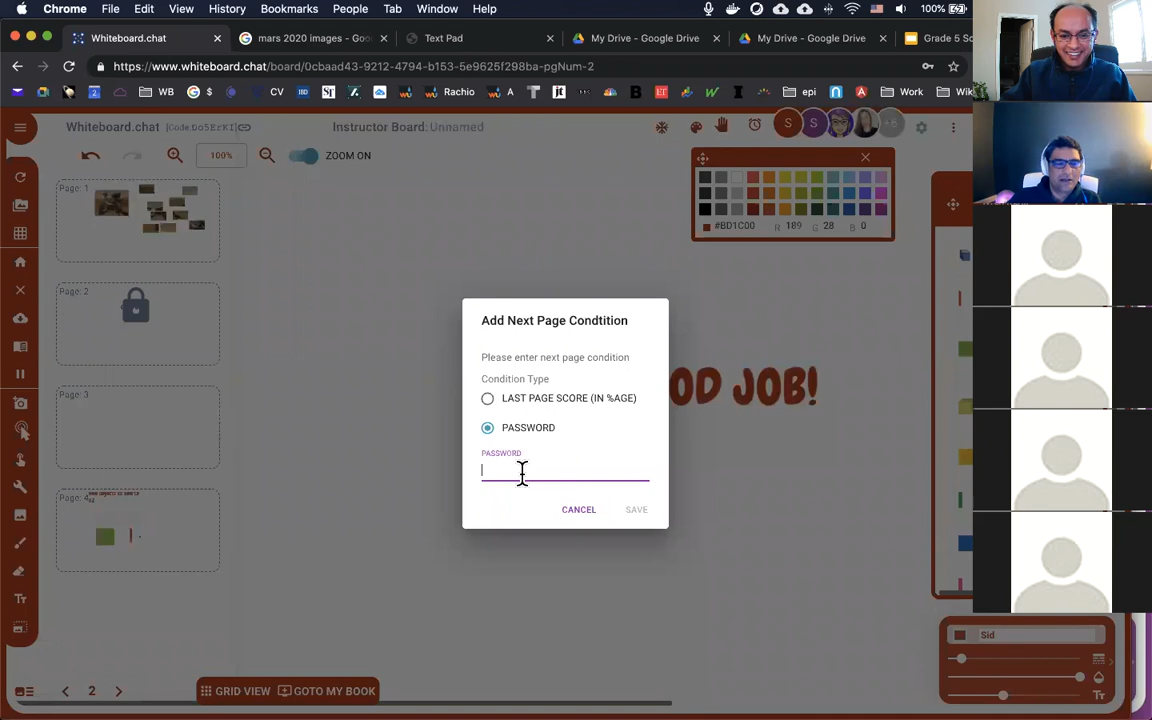 Chrome File Edit View History Bookmarks People Tab Window Help 100%
Whiteboard.chat mars 2020 images - Goo Text Pad My Drive - Google Drive My Drive - Google Drive Grade 5 Sc
https://www.whiteboard.chat/board/0cbaad43-9212-4794-b153-5e9625f298ba-pgNum-2
WB $ CV Rachio A epi Work Wik
Whiteboard.chat Instructor Board: Unnamed S S +6
100% ZOOM ON
Page: 1
#BD1C00 R 189 G 28 B 0
Page: 2
Add Next Page Condtition
Please enter next page condition
Condition Type
LAST PAGE SCORE (IN %AGE)
OD JOB!
Page: 3
PASSWORD
PASSWORD
Page: 4
CANCEL SAVE
Tт
Sid
2 GRID VIEW GOTO MY BOOK
Tт